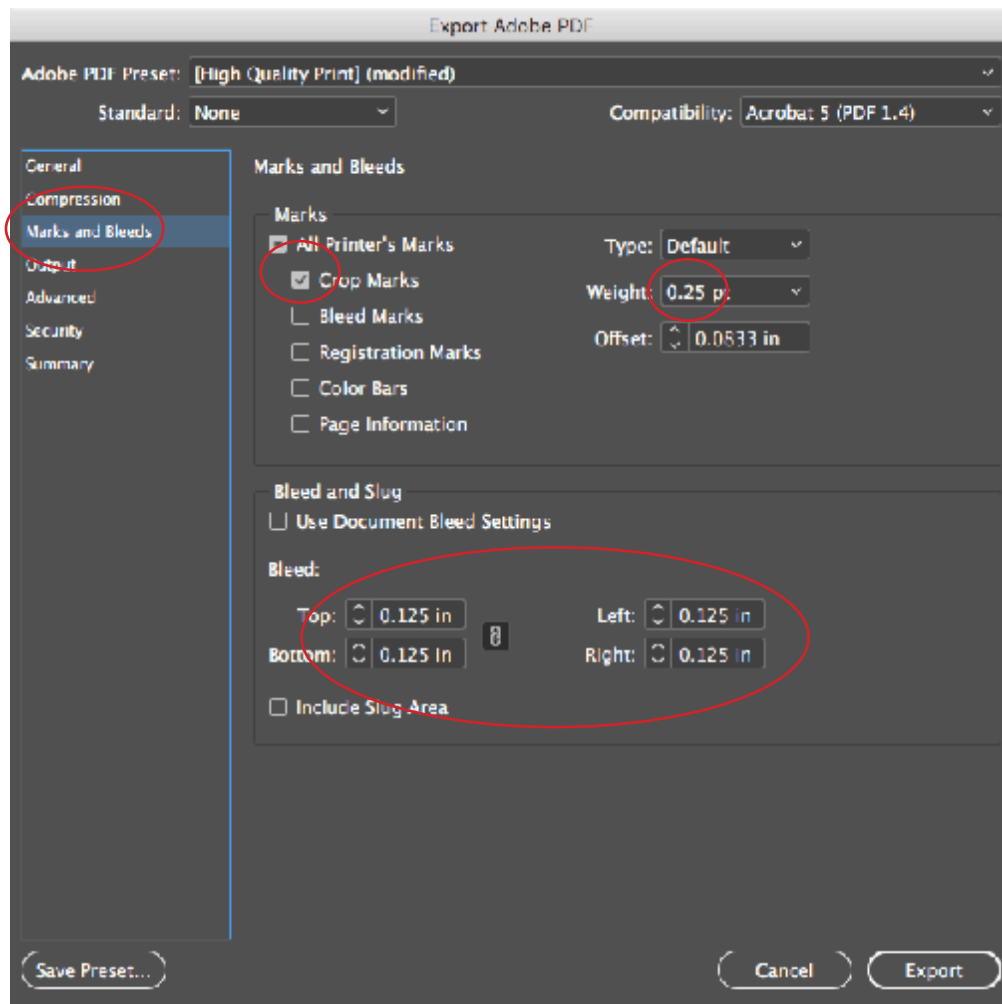 Export Adobe PDF
Adobe PDF Preset: [High Quality Print] (modified)
Standard: None Compatibility: Acrobat 5 (PDF 1.4)
General
Compression
Marks and Bleeds
Output
Advanced
Security
Summary
Marks and Bleeds
Marks
All Printer's Marks
Crop Marks
Bleed Marks
Registration Marks
Color Bars
Page Information
Type: Default
Weight: 0.25 pt
Offset: 0.0833 in
Bleed and Slug
Use Document Bleed Settings
Bleed:
Top: 0.125 in Left: 0.125 in
Bottom: 0.125 in Right: 0.125 in
Include Slug Area
Save Preset... Cancel Export